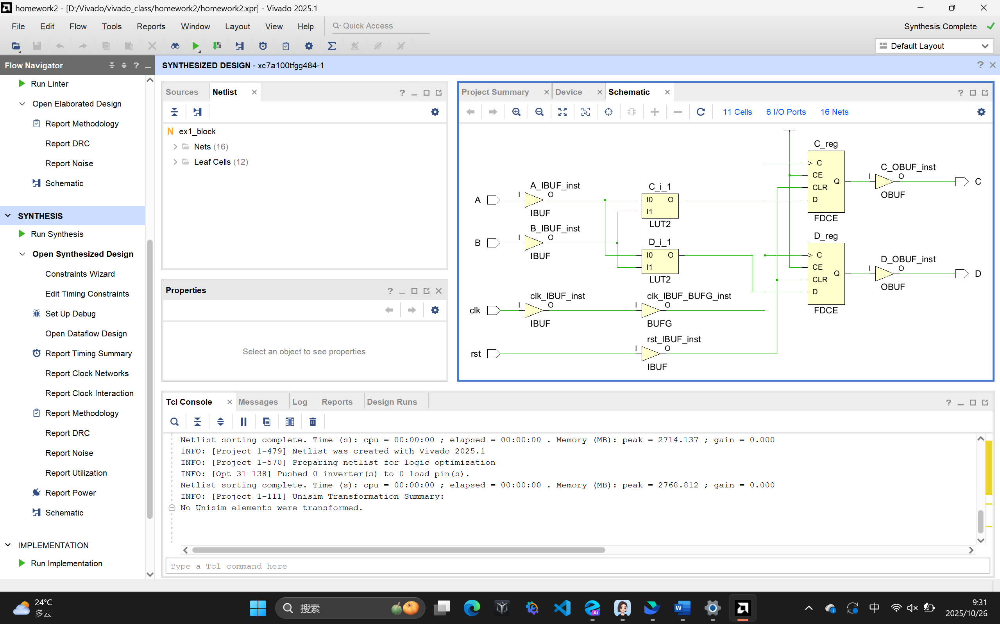 homework2 - [D:/Vivado/vivado_class/homework2/homework2.xpr] - Vivado 2025.1
File Edit Flow Tools Reports Window Layout View Help Quick Access
Synthesis Complete
Default Layout
Flow Navigator
SYNTHESIZED DESIGN - xc7a100tfgg484-1
Run Linter
Open Elaborated Design
Report Methodology
Report DRC
Report Noise
Schematic
SYNTHESIS
Run Synthesis
Open Synthesized Design
Constraints Wizard
Edit Timing Constraints
Set Up Debug
Open Dataflow Design
Report Timing Summary
Report Clock Networks
Report Clock Interaction
Report Methodology
Report DRC
Report Noise
Report Utilization
Report Power
Schematic
IMPLEMENTATION
Run Implementation
Sources Netlist
ex1_block
Nets (16)
Leaf Cells (12)
Properties
Select an object to see properties
Project Summary Device Schematic
11 Cells 6 I/O Ports 16 Nets
A
I
A_IBUF_inst
O
IBUF
B
I
B_IBUF_inst
O
IBUF
C_i_1
I0 O
I1
LUT2
D_i_1
I0 O
I1
LUT2
clk
I
clk_IBUF_inst
O
IBUF
I
clk_IBUF_BUFG_inst
O
BUFG
rst
I
rst_IBUF_inst
O
IBUF
C_reg
C
CE
CLR
D
Q
FDCE
D_reg
C
CE
CLR
D
Q
FDCE
C_OBUF_inst
I O
OBUF
C
D_OBUF_inst
I O
OBUF
D
Tcl Console Messages Log Reports Design Runs
Netlist sorting complete. Time (s): cpu = 00:00:00 ; elapsed = 00:00:00 . Memory (MB): peak = 2714.137 ; gain = 0.000
INFO: [Project 1-479] Netlist was created with Vivado 2025.1
INFO: [Project 1-570] Preparing netlist for logic optimization
INFO: [Opt 31-138] Pushed 0 inverter(s) to 0 load pin(s).
Netlist sorting complete. Time (s): cpu = 00:00:00 ; elapsed = 00:00:00 . Memory (MB): peak = 2768.812 ; gain = 0.000
INFO: [Project 1-111] Unisim Transformation Summary:
No Unisim elements were transformed.
Type a Tcl command here
24°C
多云
搜索
中
9:31
2025/10/26